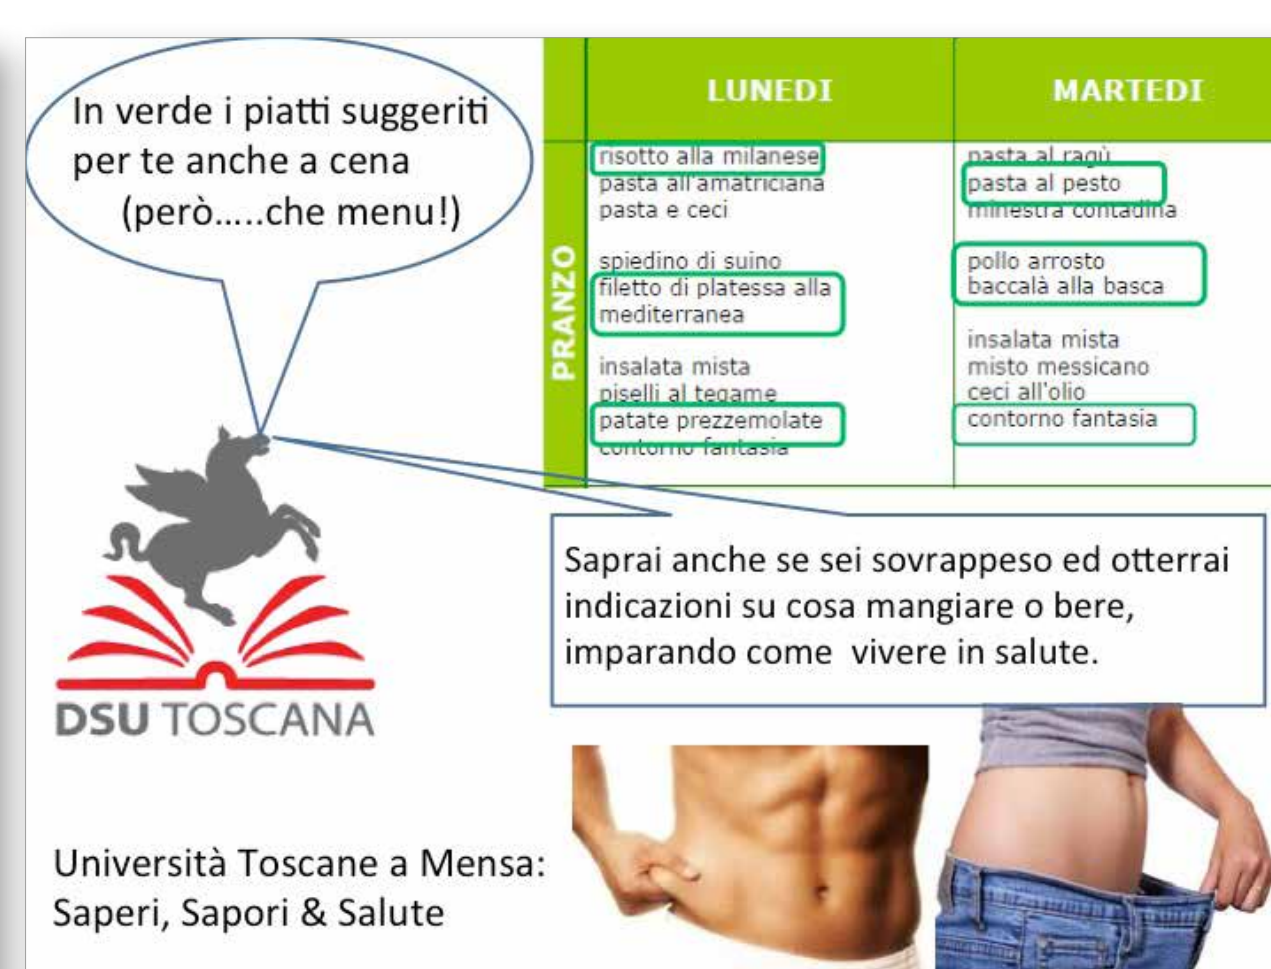 In verde i piatti suggeriti
per te anche a cena
(però.....che menu!)
LUNEDI
MARTEDI
PRANZO
risotto alla milanese
pasta all'amatriciana
pasta e ceci
spiedino di suino
filetto di platessa alla
mediterranea
insalata mista
piselli al tegame
patate prezzemolate
contorno fantasia
pasta al ragù
pasta al pesto
minestra contadina
pollo arrosto
baccalà alla basca
insalata mista
misto messicano
ceci all'olio
contorno fantasia
Saprai anche se sei sovrappeso ed otterrai
indicazioni su cosa mangiare o bere,
imparando come vivere in salute.
DSU TOSCANA
Università Toscane a Mensa:
Saperi, Sapori & Salute